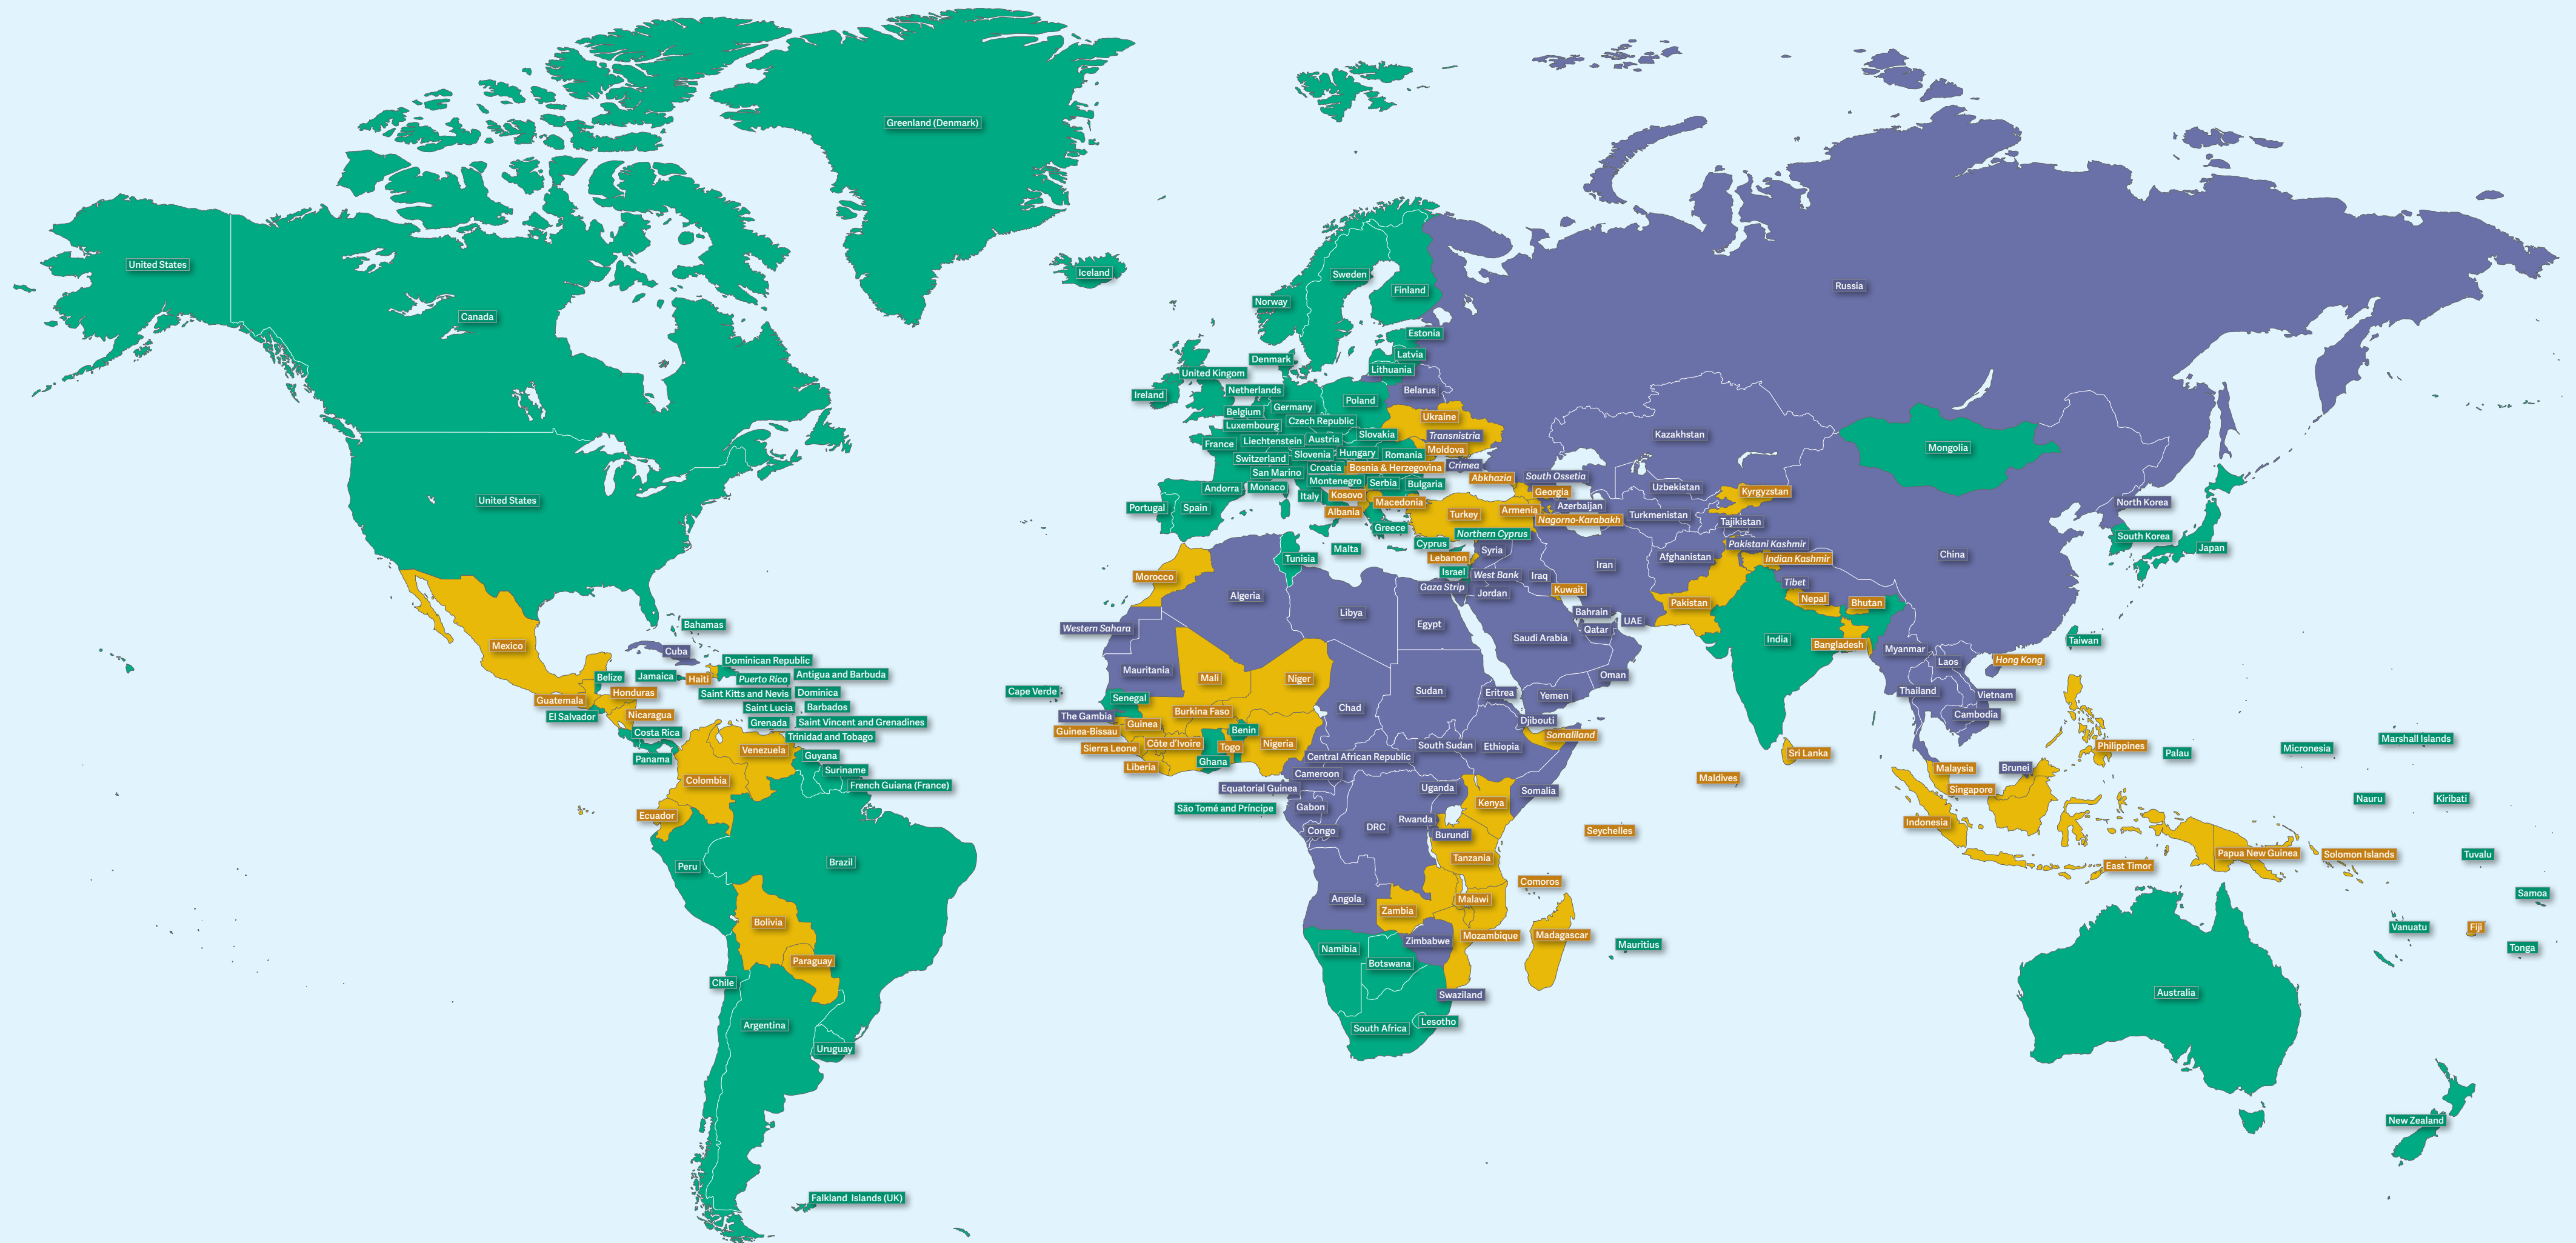 Greenland (Denmark)
United States
Canada
United States
Mexico
Bahamas
Cuba
Dominican Republic
Puerto Rico
Antigua and Barbuda
Belize
Jamaica
Haiti
Saint Kitts and Nevis
Dominica
Guatemala
Honduras
Saint Lucia
Barbados
El Salvador
Nicaragua
Grenada
Saint Vincent and Grenadines
Costa Rica
Trinidad and Tobago
Panama
Venezuela
Guyana
Suriname
French Guiana (France)
Colombia
Ecuador
Peru
Brazil
Bolivia
Paraguay
Chile
Argentina
Uruguay
Falkland Islands (UK)
Iceland
Sweden
Finland
Norway
Estonia
Latvia
Lithuania
Denmark
United Kingom
Ireland
Netherlands
Belarus
Poland
Belgium
Germany
Ukraine
Luxembourg
Czech Republic
Transnistria
France
Liechtenstein
Austria
Slovakia
Moldova
Switzerland
Slovenia
Hungary
Romania
Croatia
Bosnia & Herzegovina
Crimea
San Marino
Montenegro
Serbia
Bulgaria
Abkhazia
South Ossetia
Andorra
Monaco
Italy
Kosovo
Macedonia
Georgia
Portugal
Spain
Albania
Turkey
Armenia
Azerbaijan
Nagorno-Karabakh
Greece
Northern Cyprus
Malta
Cyprus
Lebanon
Syria
Israel
West Bank
Gaza Strip
Jordan
Iraq
Iran
Kuwait
Bahrain
Qatar
UAE
Saudi Arabia
Oman
Yemen
Russia
Kazakhstan
Uzbekistan
Kyrgyzstan
Turkmenistan
Tajikistan
Afghanistan
Pakistani Kashmir
Indian Kashmir
Pakistan
Tibet
Nepal
Bhutan
India
Bangladesh
Mongolia
China
North Korea
South Korea
Japan
Taiwan
Hong Kong
Myanmar
Laos
Thailand
Vietnam
Cambodia
Sri Lanka
Maldives
Malaysia
Brunei
Singapore
Indonesia
Philippines
Palau
Micronesia
Marshall Islands
Nauru
Kiribati
Papua New Guinea
Solomon Islands
Tuvalu
East Timor
Samoa
Vanuatu
Fiji
Tonga
Australia
New Zealand
Morocco
Tunisia
Algeria
Libya
Egypt
Western Sahara
Mauritania
Mali
Niger
Chad
Sudan
Eritrea
Djibouti
Somaliland
Cape Verde
Senegal
The Gambia
Guinea-Bissau
Guinea
Sierra Leone
Liberia
Côte d'Ivoire
Burkina Faso
Ghana
Togo
Benin
Nigeria
Central African Republic
South Sudan
Ethiopia
Cameroon
Equatorial Guinea
São Tomé and Príncipe
Gabon
Congo
DRC
Uganda
Rwanda
Burundi
Kenya
Somalia
Tanzania
Seychelles
Comoros
Angola
Zambia
Malawi
Mozambique
Madagascar
Mauritius
Zimbabwe
Namibia
Botswana
Swaziland
South Africa
Lesotho